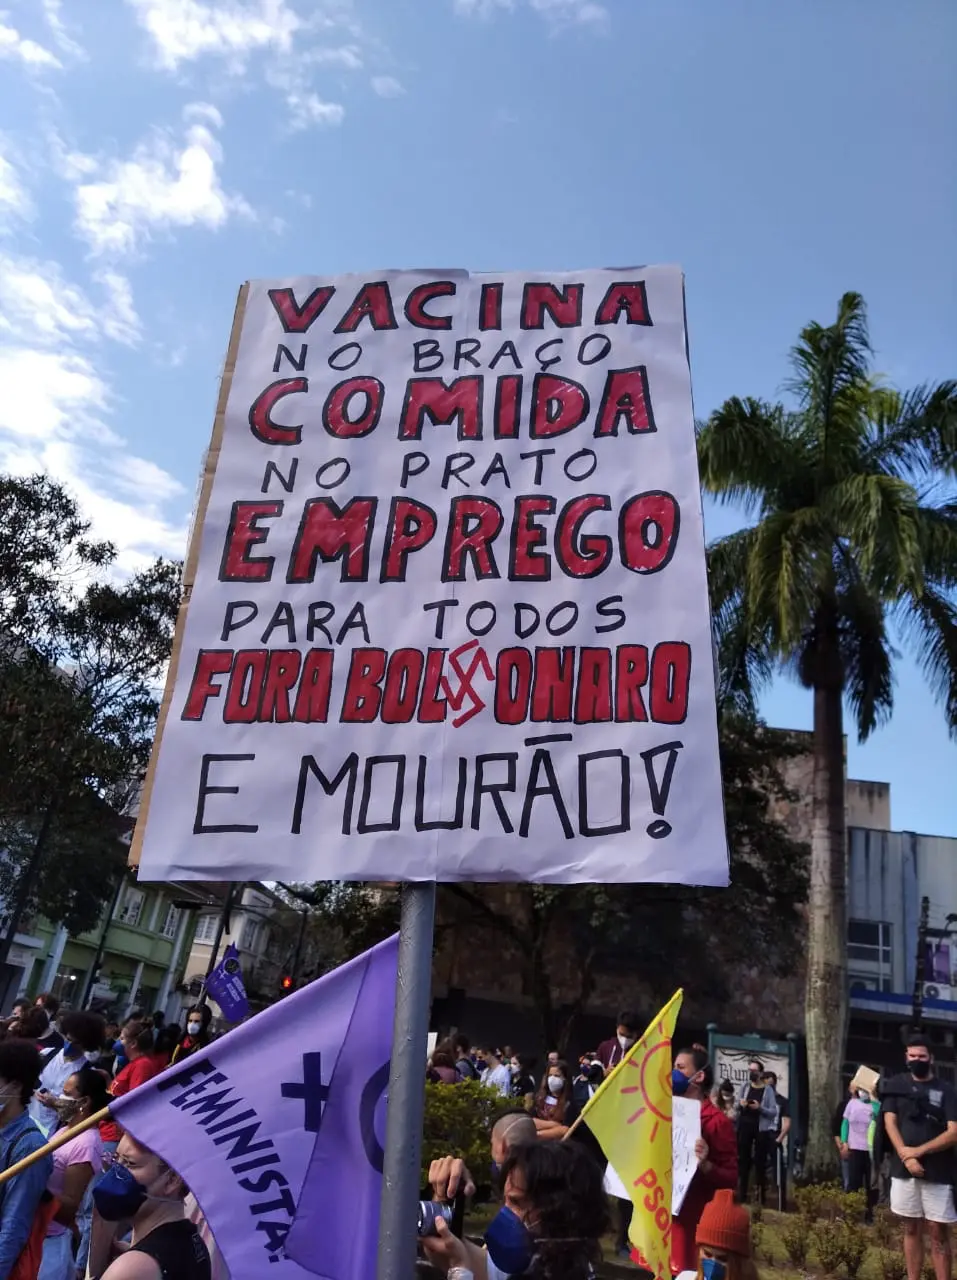 VACINA
NO BRAÇO
COMIDA
NO PRATO
EMPREGO
PARA TODOS
FORA BOL卐ONARO
E MOURÃO!
FEMINISTA
PSOL
Blum